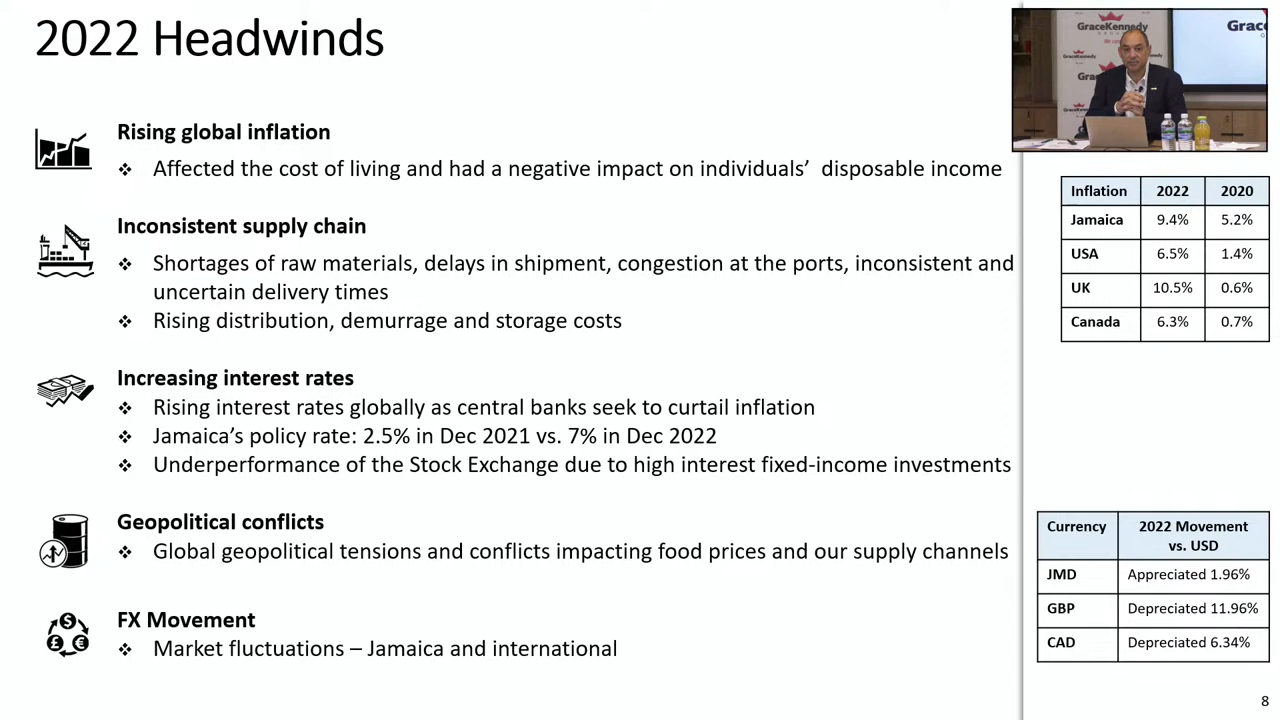 2022 Headwinds
Rising global inflation
❖ Affected the cost of living and had a negative impact on individuals’ disposable income
Inconsistent supply chain
❖ Shortages of raw materials, delays in shipment, congestion at the ports, inconsistent and
uncertain delivery times
❖ Rising distribution, demurrage and storage costs
Increasing interest rates
❖ Rising interest rates globally as central banks seek to curtail inflation
❖ Jamaica’s policy rate: 2.5% in Dec 2021 vs. 7% in Dec 2022
❖ Underperformance of the Stock Exchange due to high interest fixed-income investments
Geopolitical conflicts
❖ Global geopolitical tensions and conflicts impacting food prices and our supply channels
FX Movement
❖ Market fluctuations – Jamaica and international
GraceKennedy
GROUP
Grac
Inflation 2022 2020
Jamaica 9.4% 5.2%
USA 6.5% 1.4%
UK 10.5% 0.6%
Canada 6.3% 0.7%
Currency 2022 Movement
vs. USD
JMD Appreciated 1.96%
GBP Depreciated 11.96%
CAD Depreciated 6.34%
8